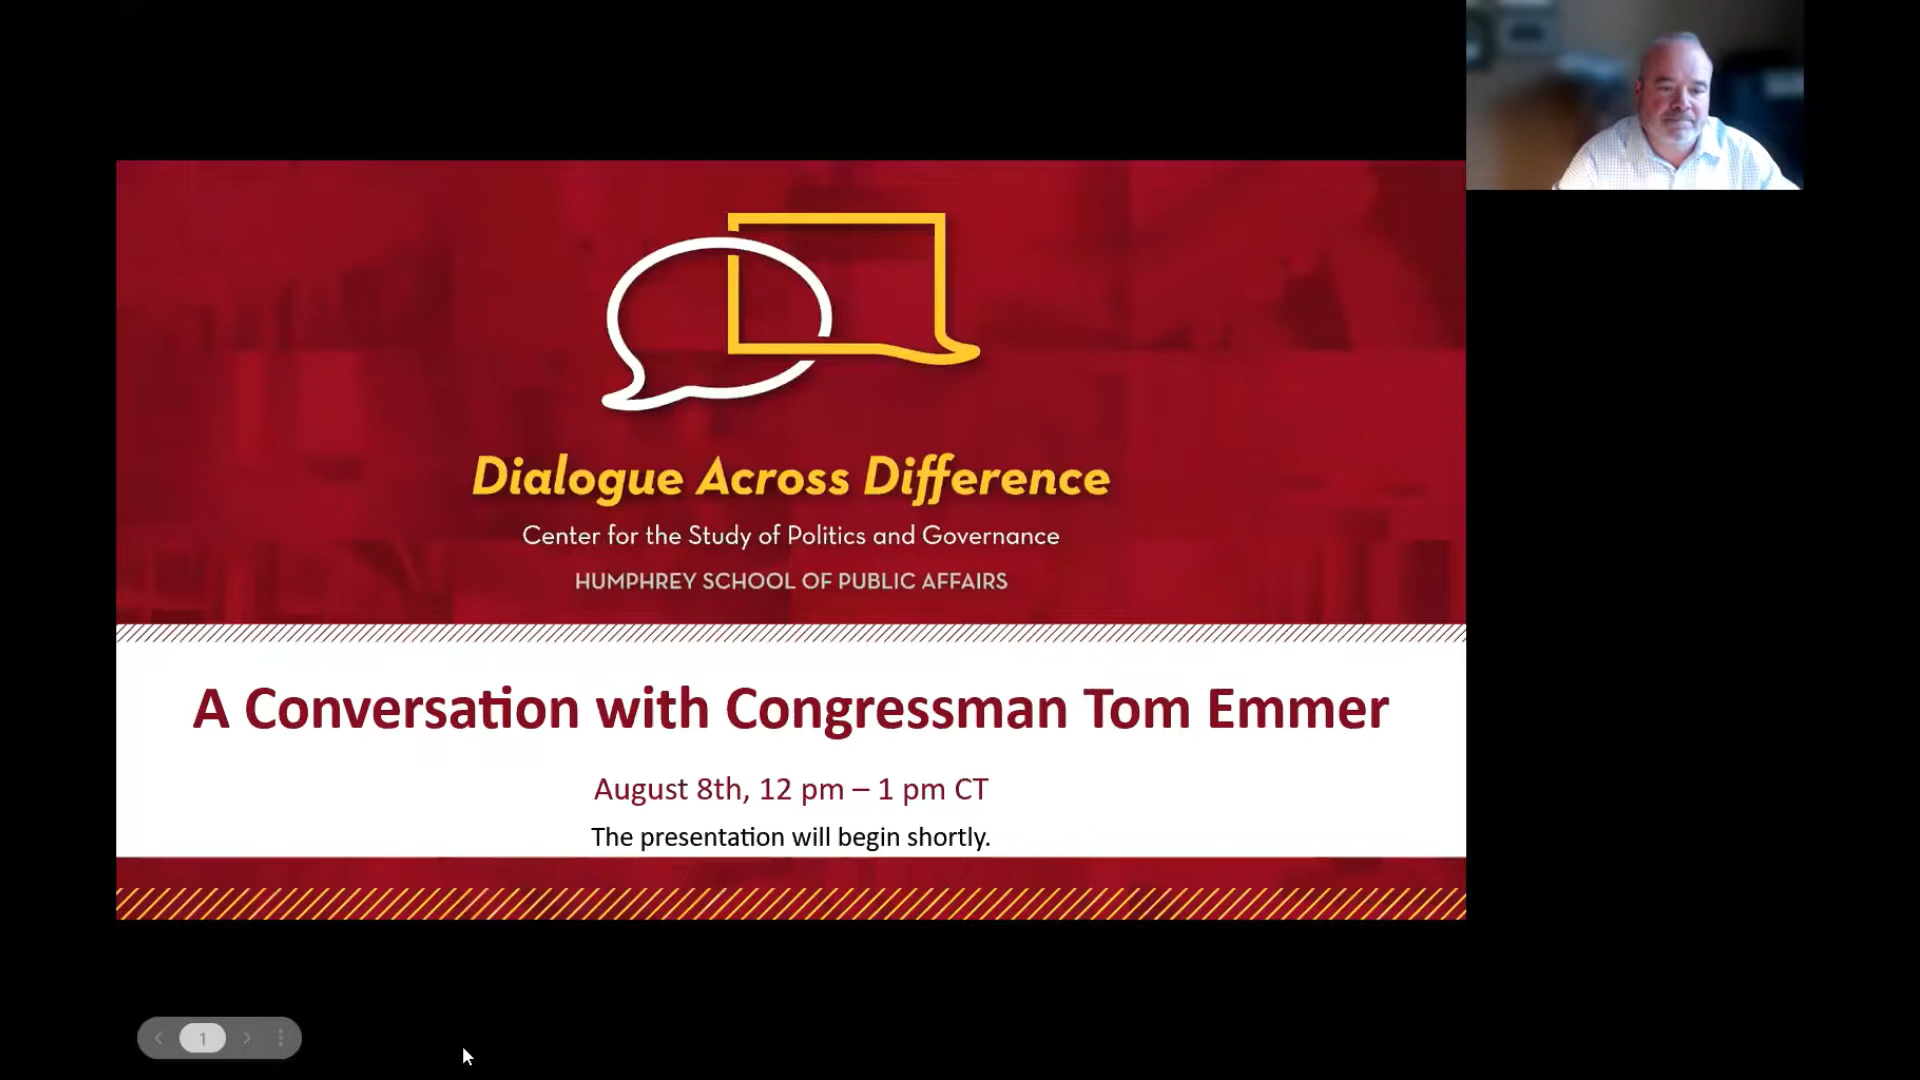 Dialogue Across Difference
Center for the Study of Politics and Governance
HUMPHREY SCHOOL OF PUBLIC AFFAIRS
A Conversation with Congressman Tom Emmer
August 8th, 12 pm – 1 pm CT
The presentation will begin shortly.
1